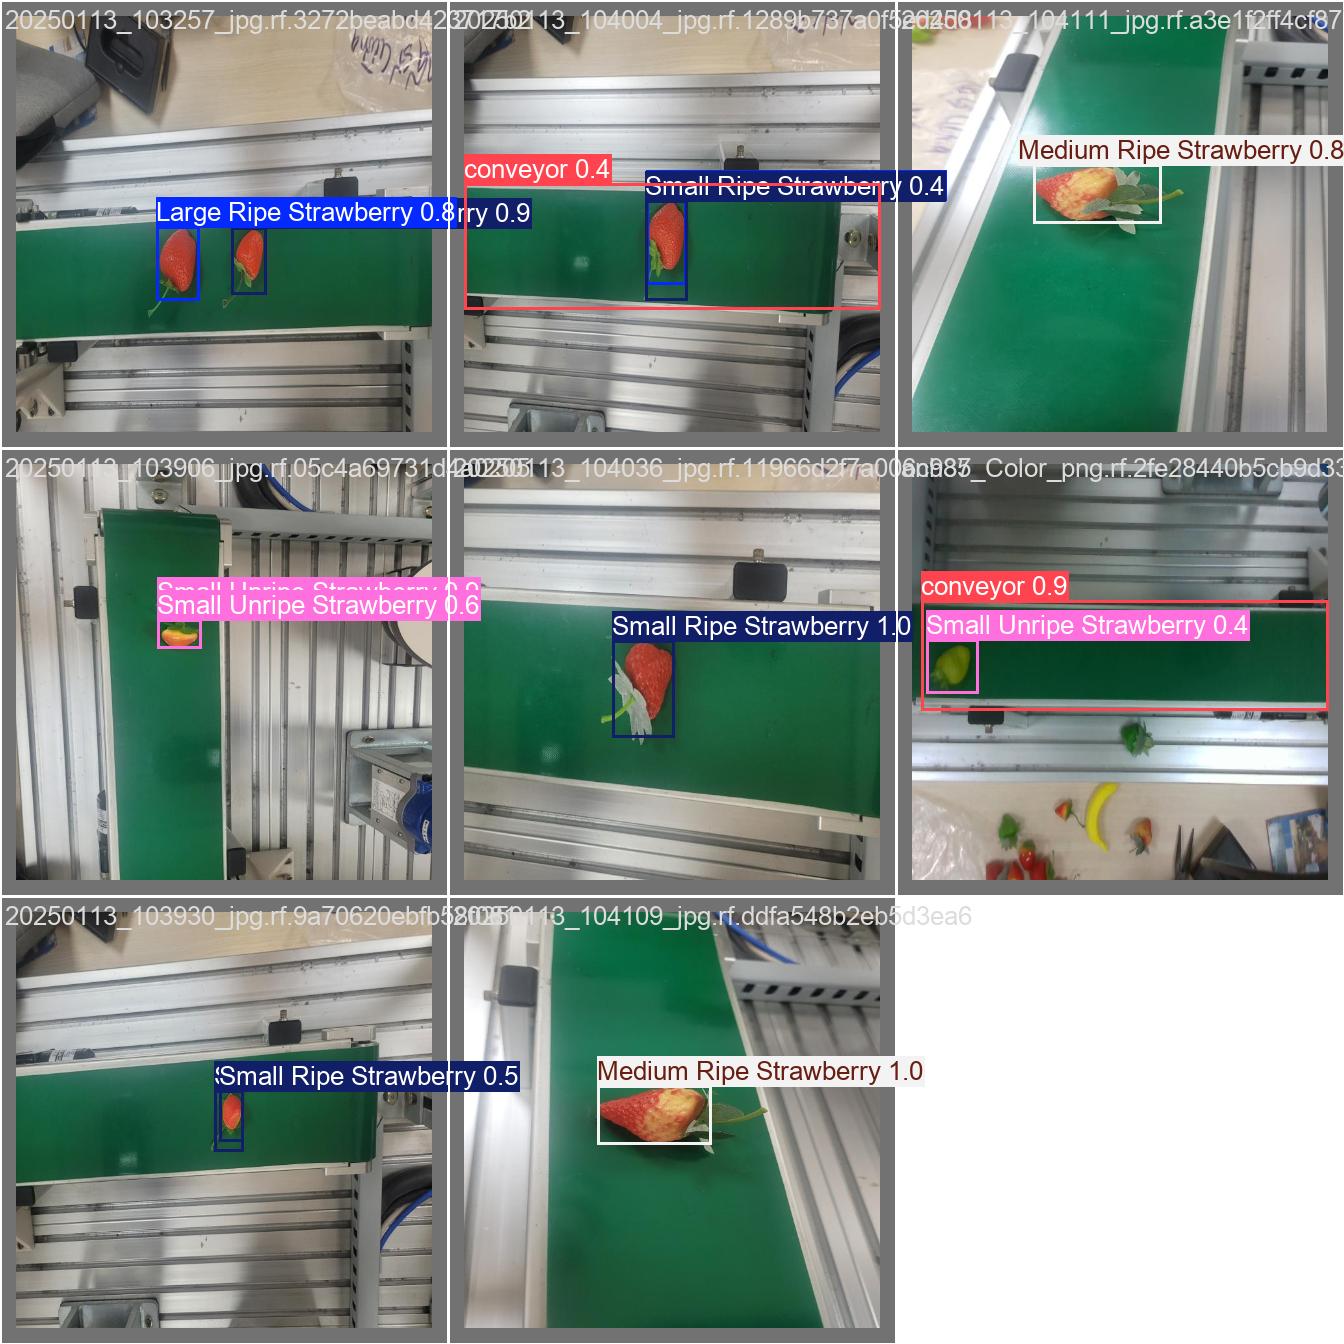 20250113_103257_jpg.rf.3272beabd4237
20250113_104004_jpg.rf.1289b737a0f5
20250113_104111_jpg.rf.a3e1f2ff4cf87
Large Ripe Strawberry 0.8
rry 0.9
conveyor 0.4
Small Ripe Strawberry 0.4
Medium Ripe Strawberry 0.8
20250113_103906_jpg.rf.05c4a69731d4
20250113_104036_jpg.rf.11966d2f7a00
_Color_png.rf.2fe28440b5cb9d33
Small Unripe Strawberry 0.6
Small Ripe Strawberry 1.0
conveyor 0.9
Small Unripe Strawberry 0.4
20250113_103930_jpg.rf.9a70620ebfb5
20250113_104109_jpg.rf.ddfa548b2eb5d3ea6
Small Ripe Strawberry 0.5
Medium Ripe Strawberry 1.0